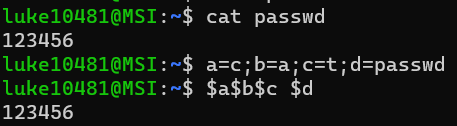 luke10481@MSI:~$ cat passwd
123456
luke10481@MSI:~$ a=c;b=a;c=t;d=passwd
luke10481@MSI:~$ $a$b$c $d
123456